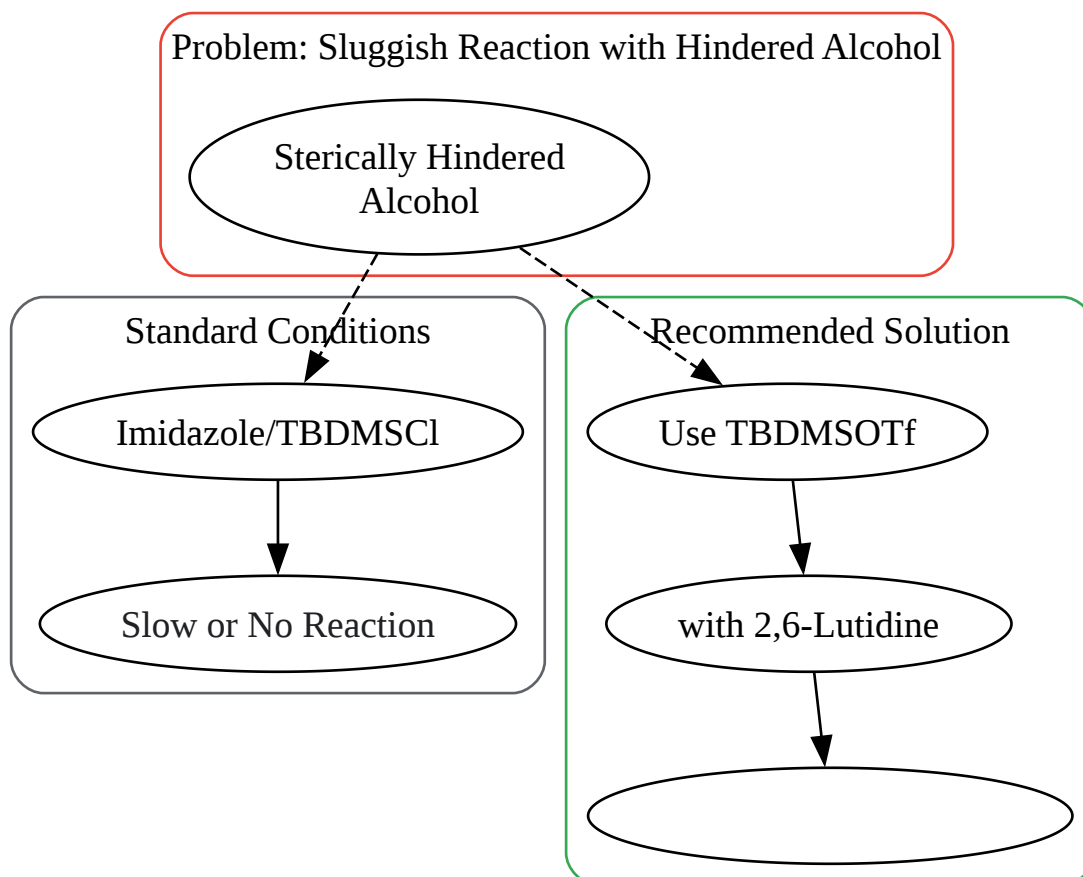 Problem: Sluggish Reaction with Hindered Alcohol
Sterically Hindered
Alcohol
Standard Conditions
Imidazole/TBDMSCl
Slow or No Reaction
Recommended Solution
Use TBDMSOTf
with 2,6-Lutidine